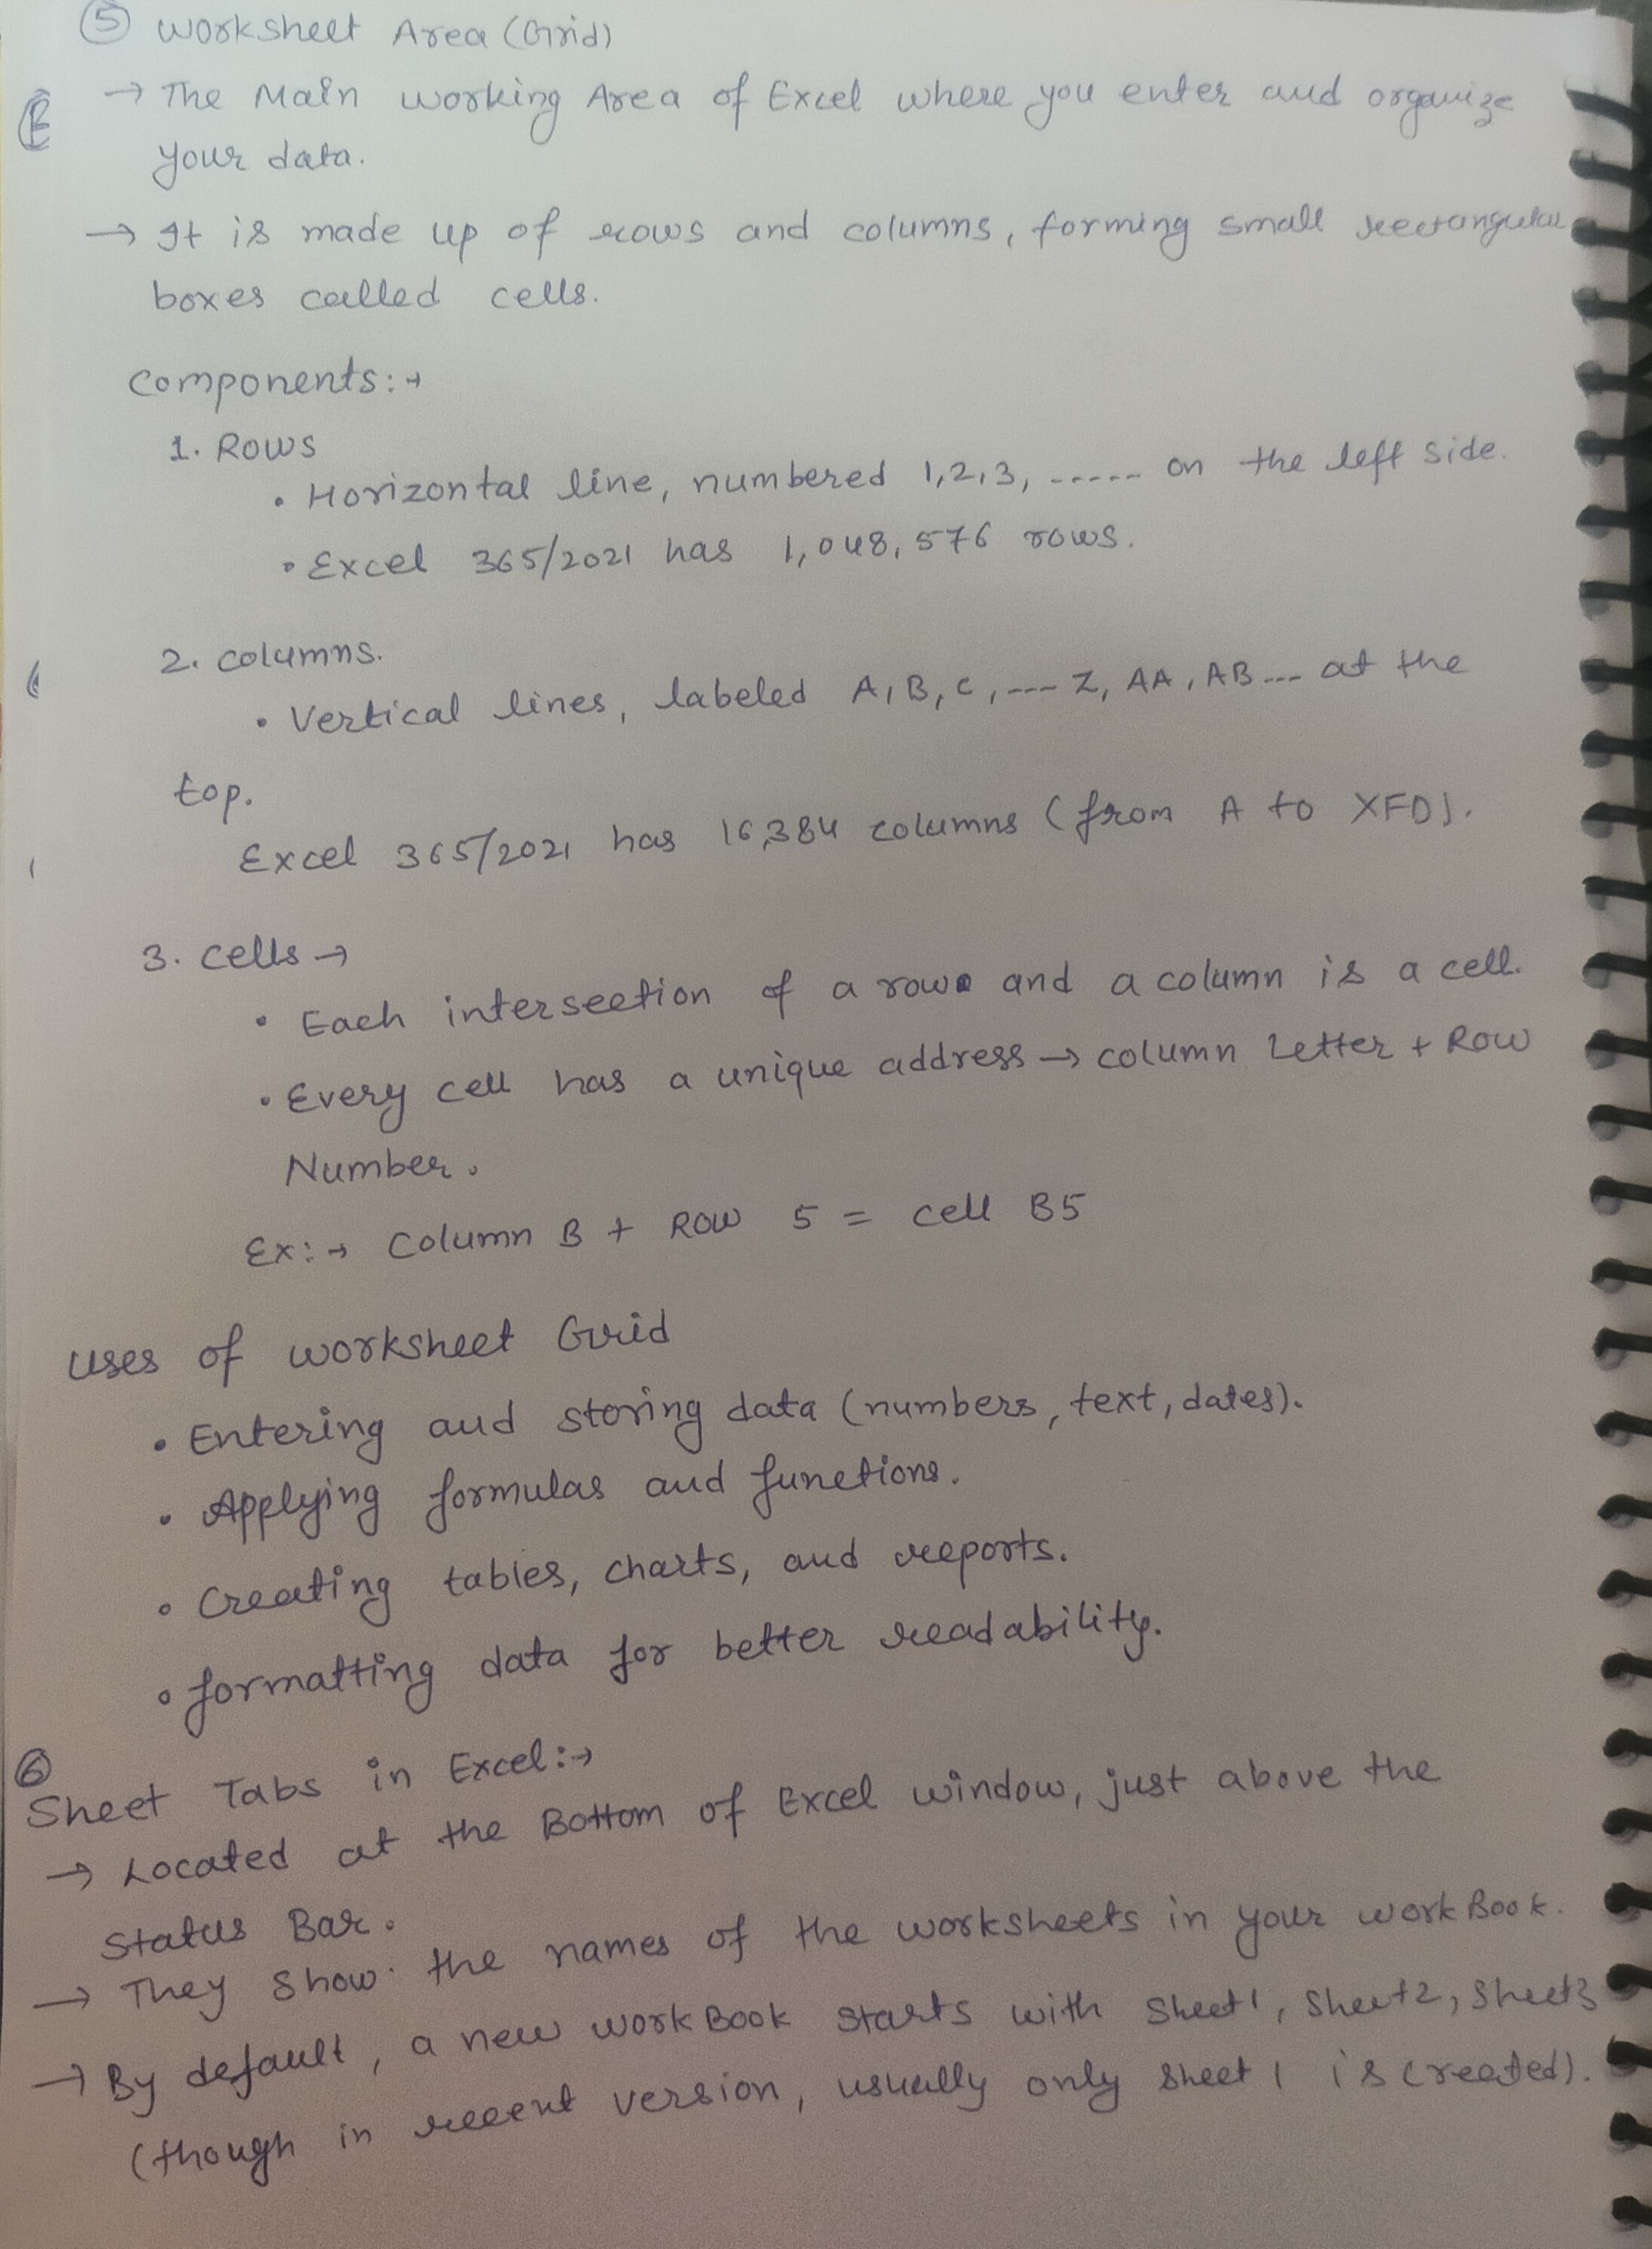 ⑤ Worksheet Area (Grid)
→ The Main working Area of Excel where you enter and organize
your data.
→ It is made up of rows and columns, forming small rectangular
boxes called cells.
Components:→
1. Rows
• Horizontal line, numbered 1,2,3, ..... on the left side.
• Excel 365/2021 has 1,048,576 rows.
2. columns.
• Vertical lines, labeled A, B, C, --- Z, AA, AB --- at the
top.
Excel 365/2021 has 16,384 columns (from A to XFD).
3. cells →
• Each intersection of a row and a column is a cell.
• Every cell has a unique address → column Letter + Row
Number.
Ex:→ Column B + Row 5 = cell B5
Uses of worksheet Grid
• Entering and storing data (numbers, text, dates).
• Applying formulas and functions.
• Creating tables, charts, and reports.
• formatting data for better readability.
⑥
Sheet Tabs in Excel:→
→ Located at the Bottom of Excel window, just above the
Status Bar.
→ They show the names of the worksheets in your workBook.
→ By default, a new workBook starts with Sheet1, Sheet2, Sheet3
(though in recent version, usually only Sheet 1 is created).